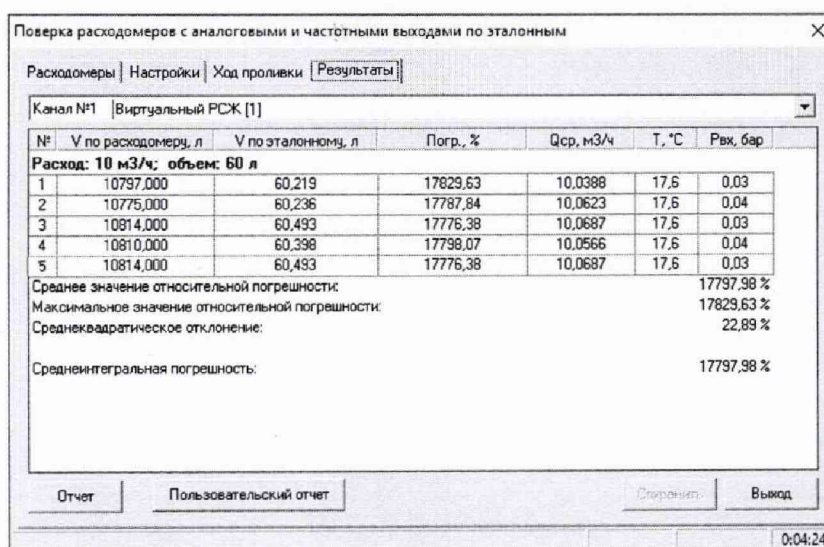 Поверка расходомеров с аналоговыми и частотными выходами по эталонным
Расходомеры Настройки Ход проливки Результаты
Канал №1 Виртуальный РСЖ [1]
№ V по расходомеру, л V по эталонному, л Погр., % Qср, м3/ч T, °C Pвх, бар
Расход: 10 м3/ч; объем: 60 л
1 10797,000 60,219 17829,63 10,0388 17,6 0,03
2 10775,000 60,236 17787,84 10,0623 17,6 0,04
3 10814,000 60,493 17776,38 10,0687 17,6 0,03
4 10810,000 60,398 17798,07 10,0566 17,6 0,04
5 10814,000 60,493 17776,38 10,0687 17,6 0,03
Среднее значение относительной погрешности: 17797,98 %
Максимальное значение относительной погрешности: 17829,63 %
Среднеквадратическое отклонение: 22,89 %
Среднеинтегральная погрешность: 17797,98 %
Отчет Пользовательский отчет Сохранить Выход
0:04:24